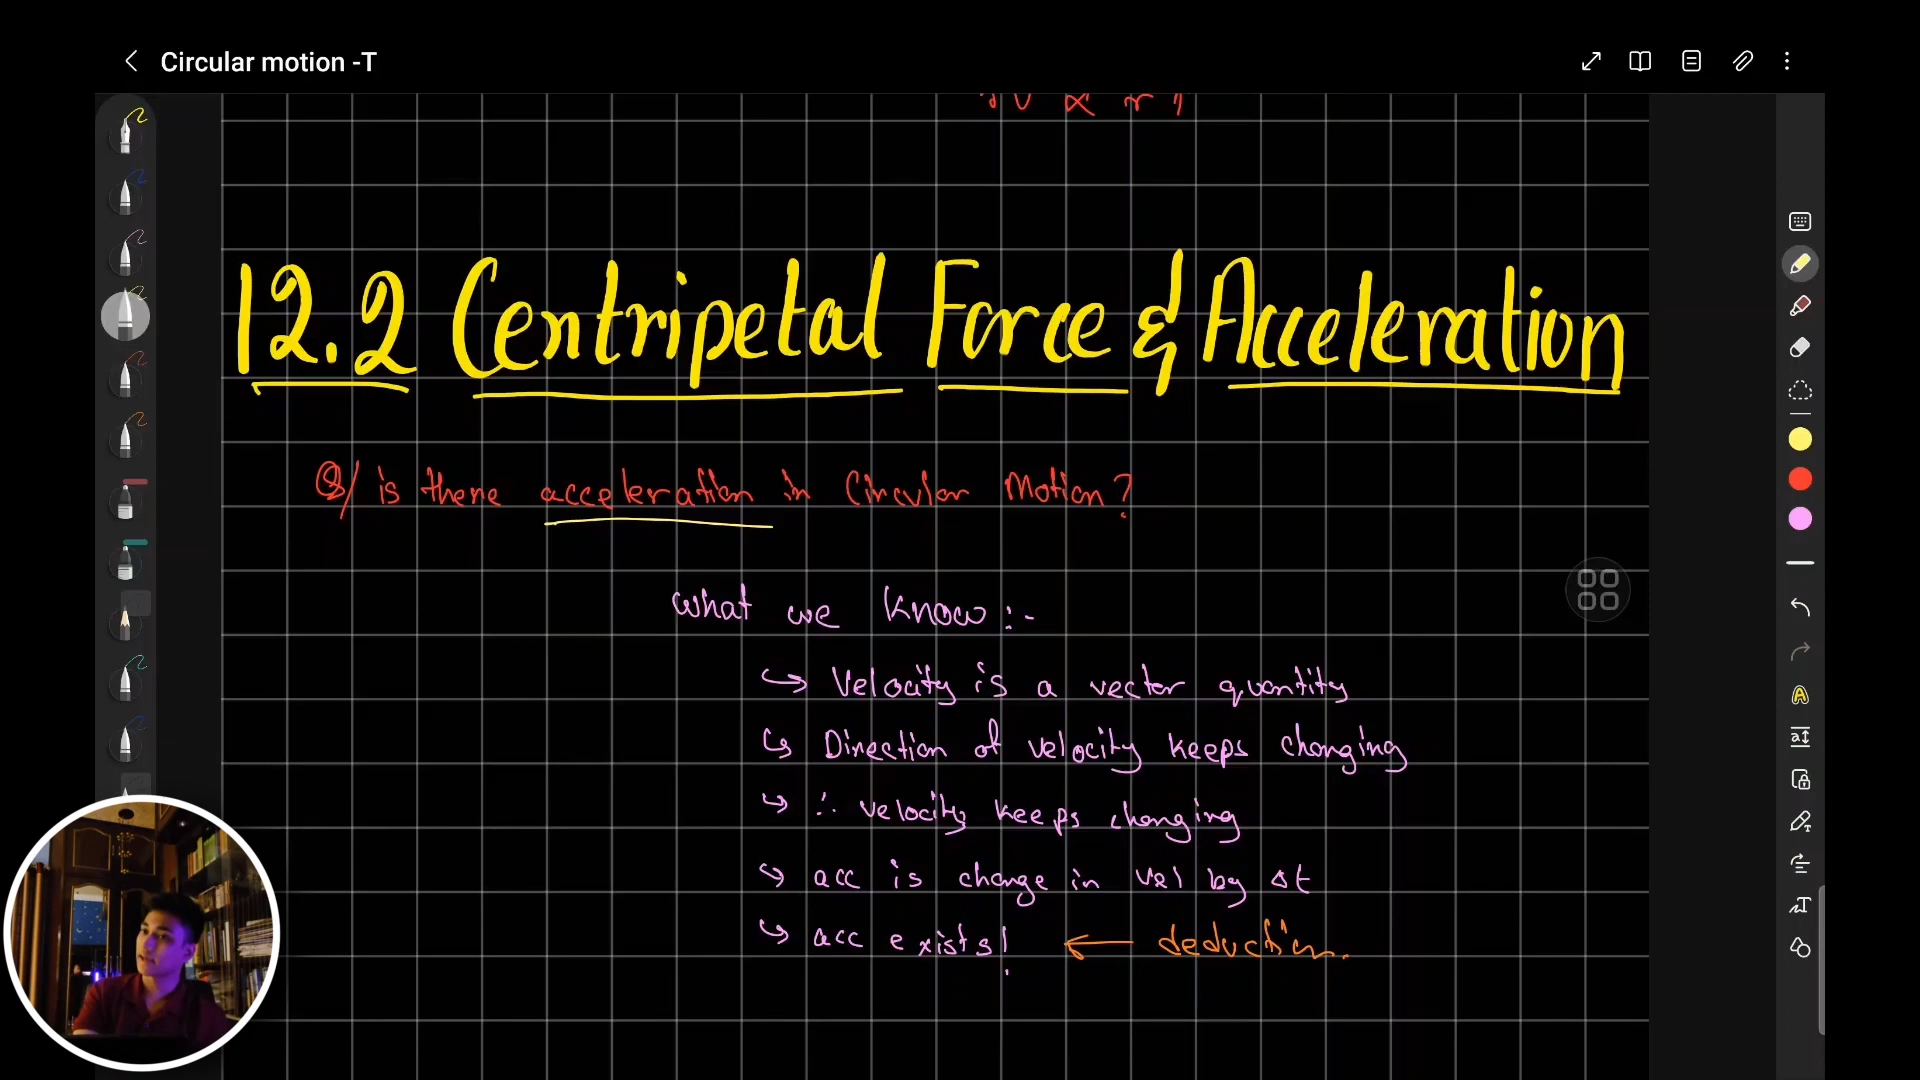 Circular motion -T
∴ v ∝ r,
12.2 Centripetal Force & Acceleration
Q/ is there acceleration in Circular Motion?
What we know :-
↪ Velocity is a vector quantity
↪ Direction of velocity keeps changing
↪ ∴ velocity keeps changing
↪ acc is change in vel by Δt
↪ acc exists! ← deduction.